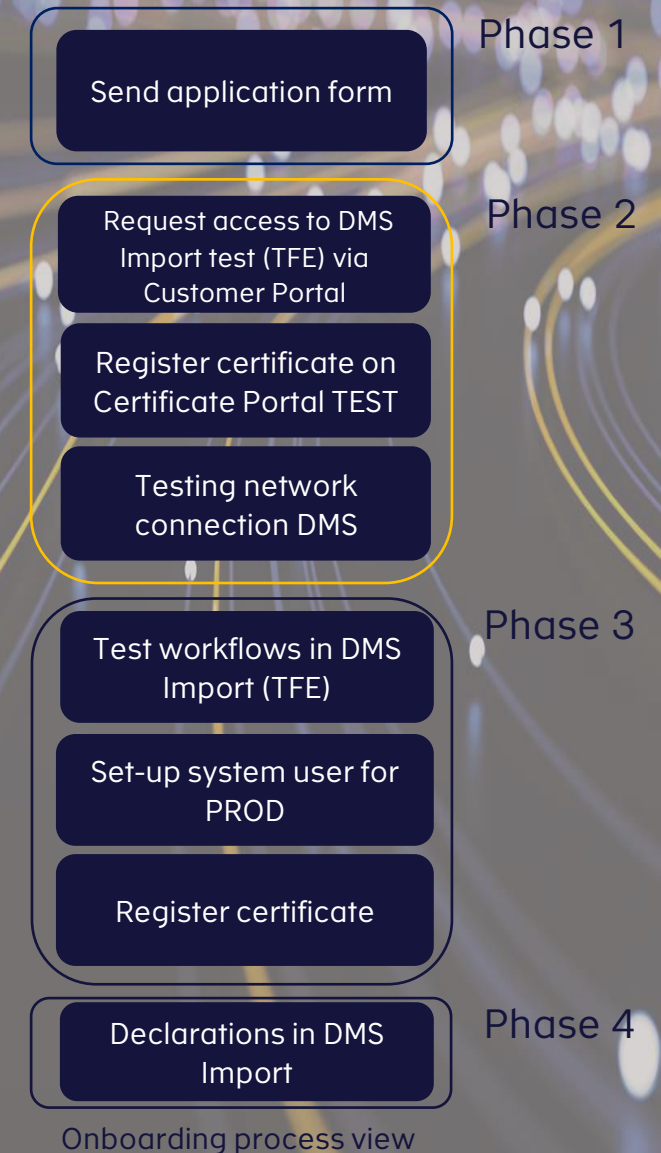 Phase 1
Send application form
Phase 2
Request access to DMS
Import test (TFE) via
Customer Portal
Register certificate on
Certificate Portal TEST
Testing network
connection DMS
Phase 3
Test workflows in DMS
Import (TFE)
Set-up system user for
PROD
Register certificate
Phase 4
Declarations in DMS
Import
Onboarding process view